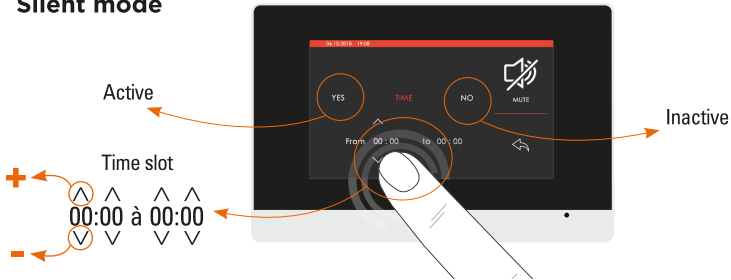 Silent mode
06.10.2018 19:08
Active
YES
TIME
NO
MUTE
Inactive
From 00 : 00 to 00 : 00
Time slot
+
00:00 à 00:00
-